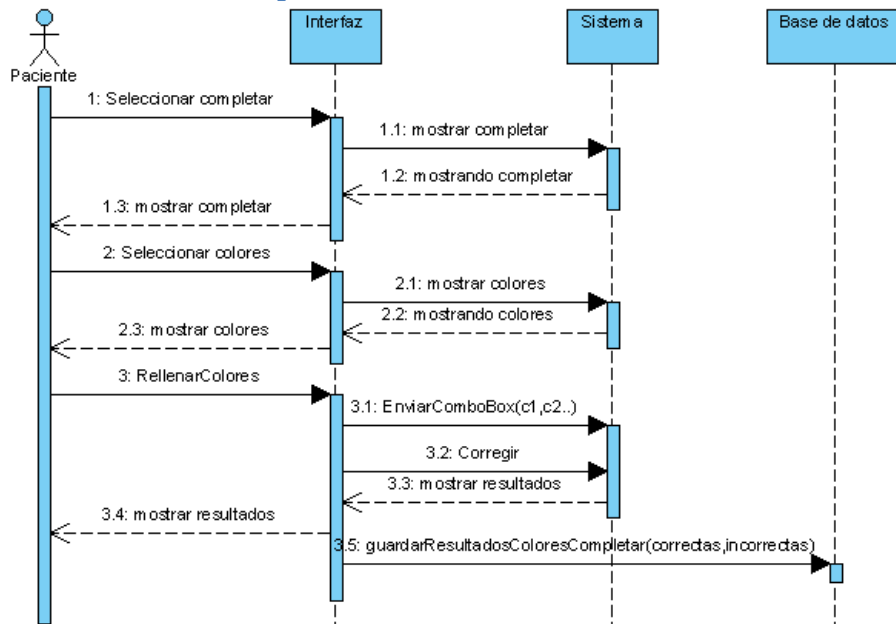 Interfaz
Sistema
Base de datos
Paciente
1: Seleccionar completar
1.1: mostrar completar
1.2: mostrando completar
1.3: mostrar completar
2: Seleccionar colores
2.1: mostrar colores
2.2: mostrando colores
2.3: mostrar colores
3: RellenarColores
3.1: EnviarComboBox(c1,c2..)
3.2: Corregir
3.3: mostrar resultados
3.4: mostrar resultados
3.5: guardarResultadosColoresCompletar(correctas,incorrectas)